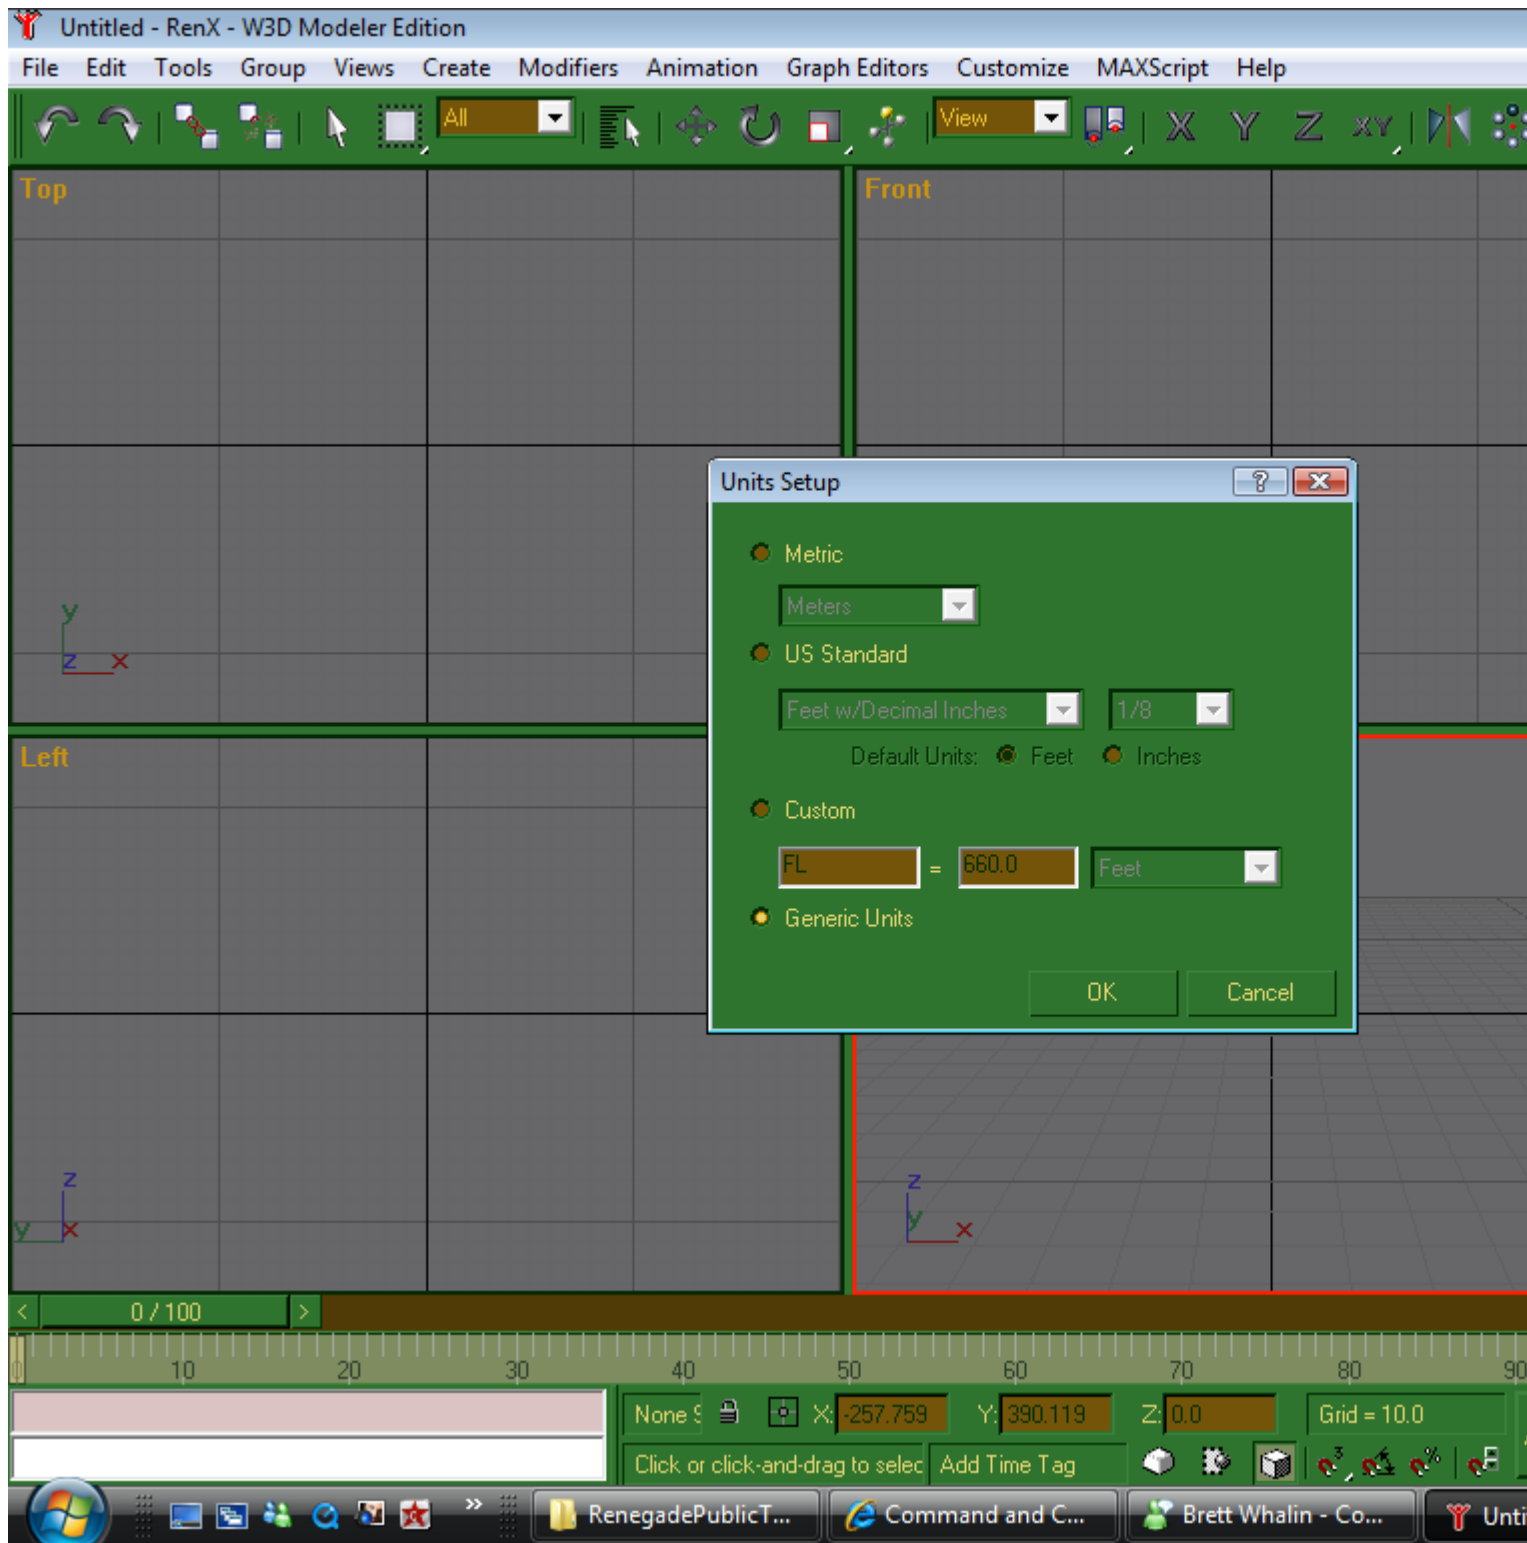 Untitled - RenX - W3D Modeler Edition
File Edit Tools Group Views Create Modifiers Animation Graph Editors Customize MAXScript Help
All View X Y Z XY
Top Front
Units Setup ?
Metric
Meters
US Standard
Feet w/Decimal Inches 1/8
Default Units: Feet Inches
Custom
FL = 660.0 Feet
Generic Units
OK Cancel
y
z x
Left
z
y x
z
y x
< 0 / 100 >
0 10 20 30 40 50 60 70 80 90
None S X: -257.759 Y: 390.119 Z: 0.0 Grid = 10.0
Click or click-and-drag to selec Add Time Tag 3 %
» RenegadePublicT... Command and C... Brett Whalin - Co... Unti